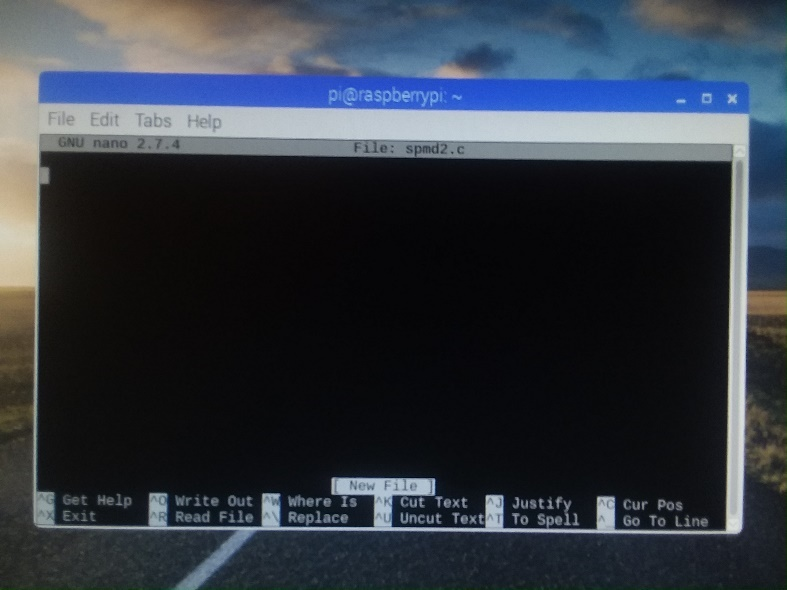 pi@raspberrypi: ~
File Edit Tabs Help
GNU nano 2.7.4 File: spmd2.c
[ New File ]
^G Get Help ^O Write Out ^W Where Is ^K Cut Text ^J Justify ^C Cur Pos
^X Exit ^R Read File ^\ Replace ^U Uncut Text ^T To Spell ^_ Go To Line